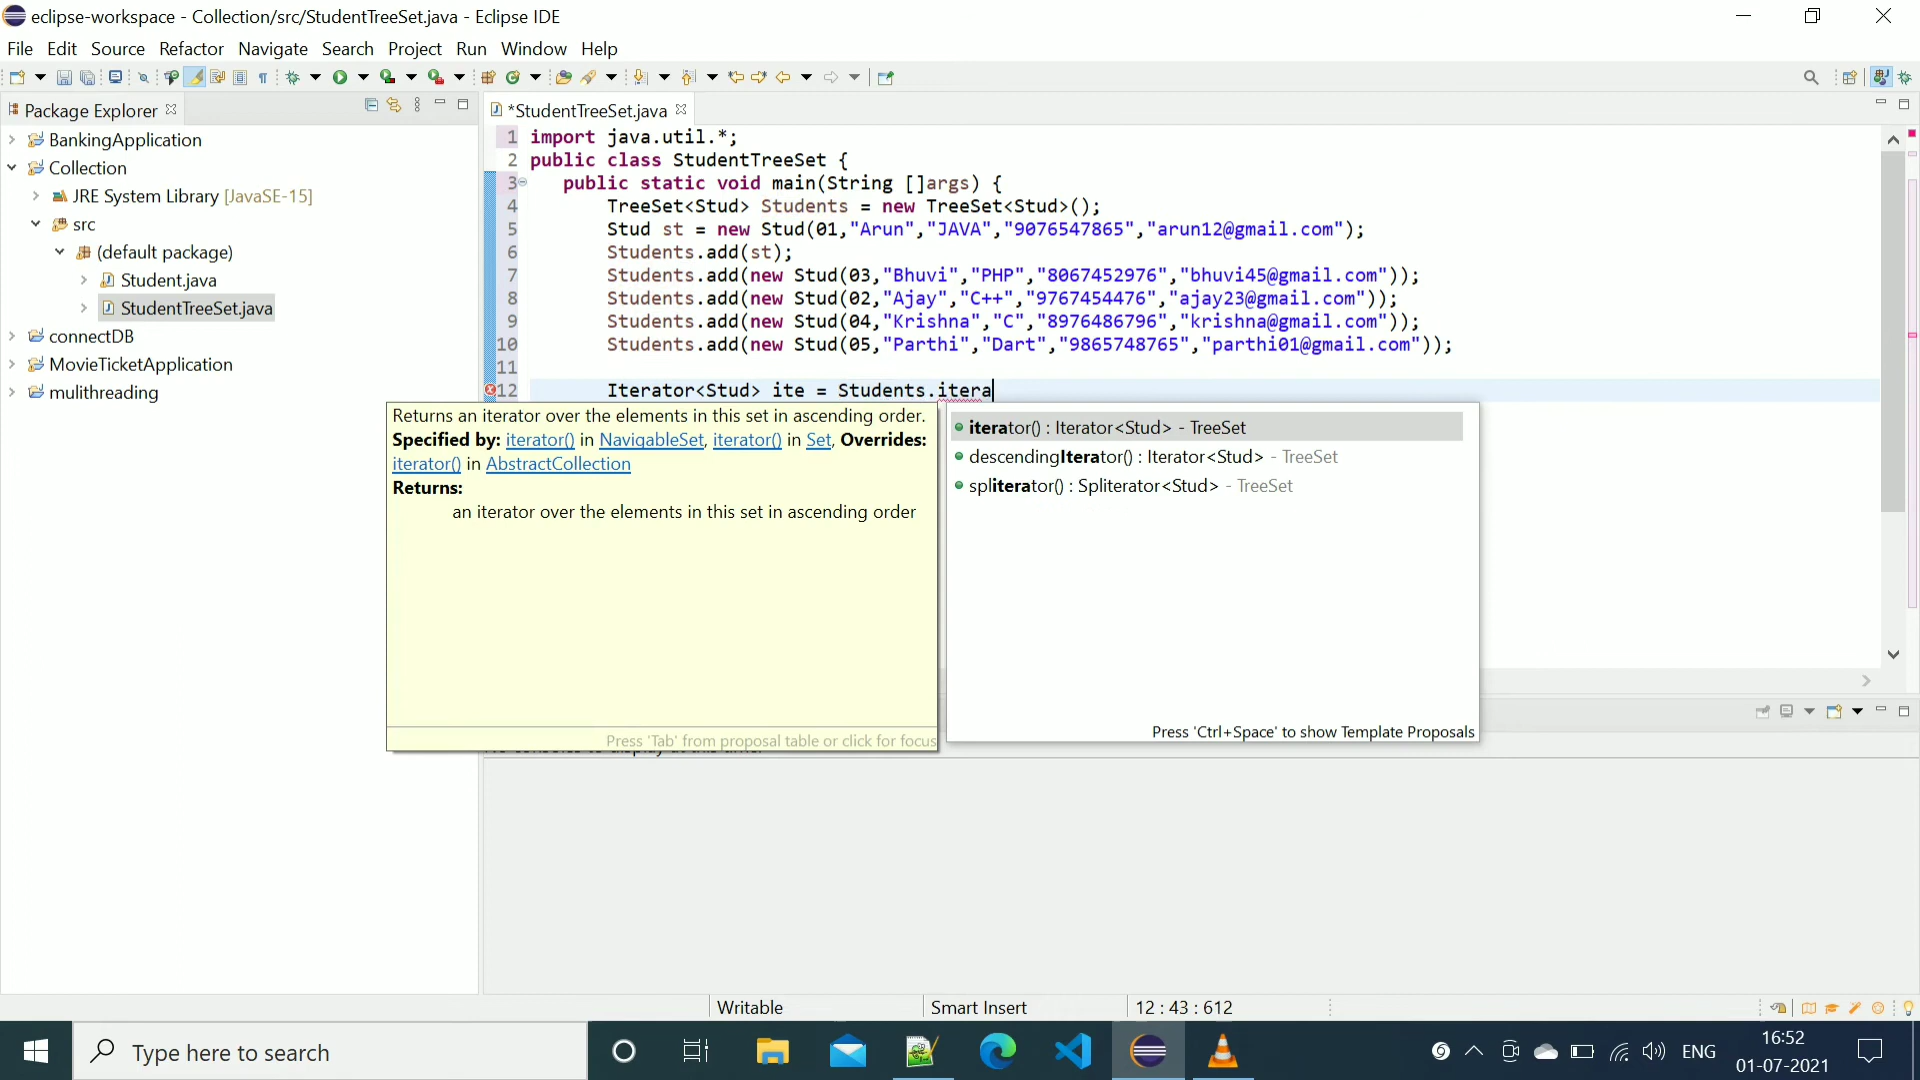 eclipse-workspace - Collection/src/StudentTreeSet.java - Eclipse IDE
File Edit Source Refactor Navigate Search Project Run Window Help
Package Explorer
BankingApplication
Collection
JRE System Library [JavaSE-15]
src
(default package)
Student.java
StudentTreeSet.java
connectDB
MovieTicketApplication
mulithreading
*StudentTreeSet.java
1 import java.util.*;
2 public class StudentTreeSet {
3 public static void main(String []args) {
4 TreeSet<Stud> Students = new TreeSet<Stud>();
5 Stud st = new Stud(01,"Arun","JAVA","9076547865","arun12@gmail.com");
6 Students.add(st);
7 Students.add(new Stud(03,"Bhuvi","PHP","8067452976","bhuvi45@gmail.com"));
8 Students.add(new Stud(02,"Ajay","C++","9767454476","ajay23@gmail.com"));
9 Students.add(new Stud(04,"Krishna","C","8976486796","krishna@gmail.com"));
10 Students.add(new Stud(05,"Parthi","Dart","9865748765","parthi01@gmail.com"));
11
12 Iterator<Stud> ite = Students.itera
Returns an iterator over the elements in this set in ascending order.
Specified by: iterator() in NavigableSet, iterator() in Set, Overrides:
iterator() in AbstractCollection
Returns:
an iterator over the elements in this set in ascending order
Press 'Tab' from proposal table or click for focus
iterator() : Iterator<Stud> - TreeSet
descendingIterator() : Iterator<Stud> - TreeSet
spliterator() : Spliterator<Stud> - TreeSet
Press 'Ctrl+Space' to show Template Proposals
Writable
Smart Insert
12 : 43 : 612
Type here to search
ENG
16:52
01-07-2021